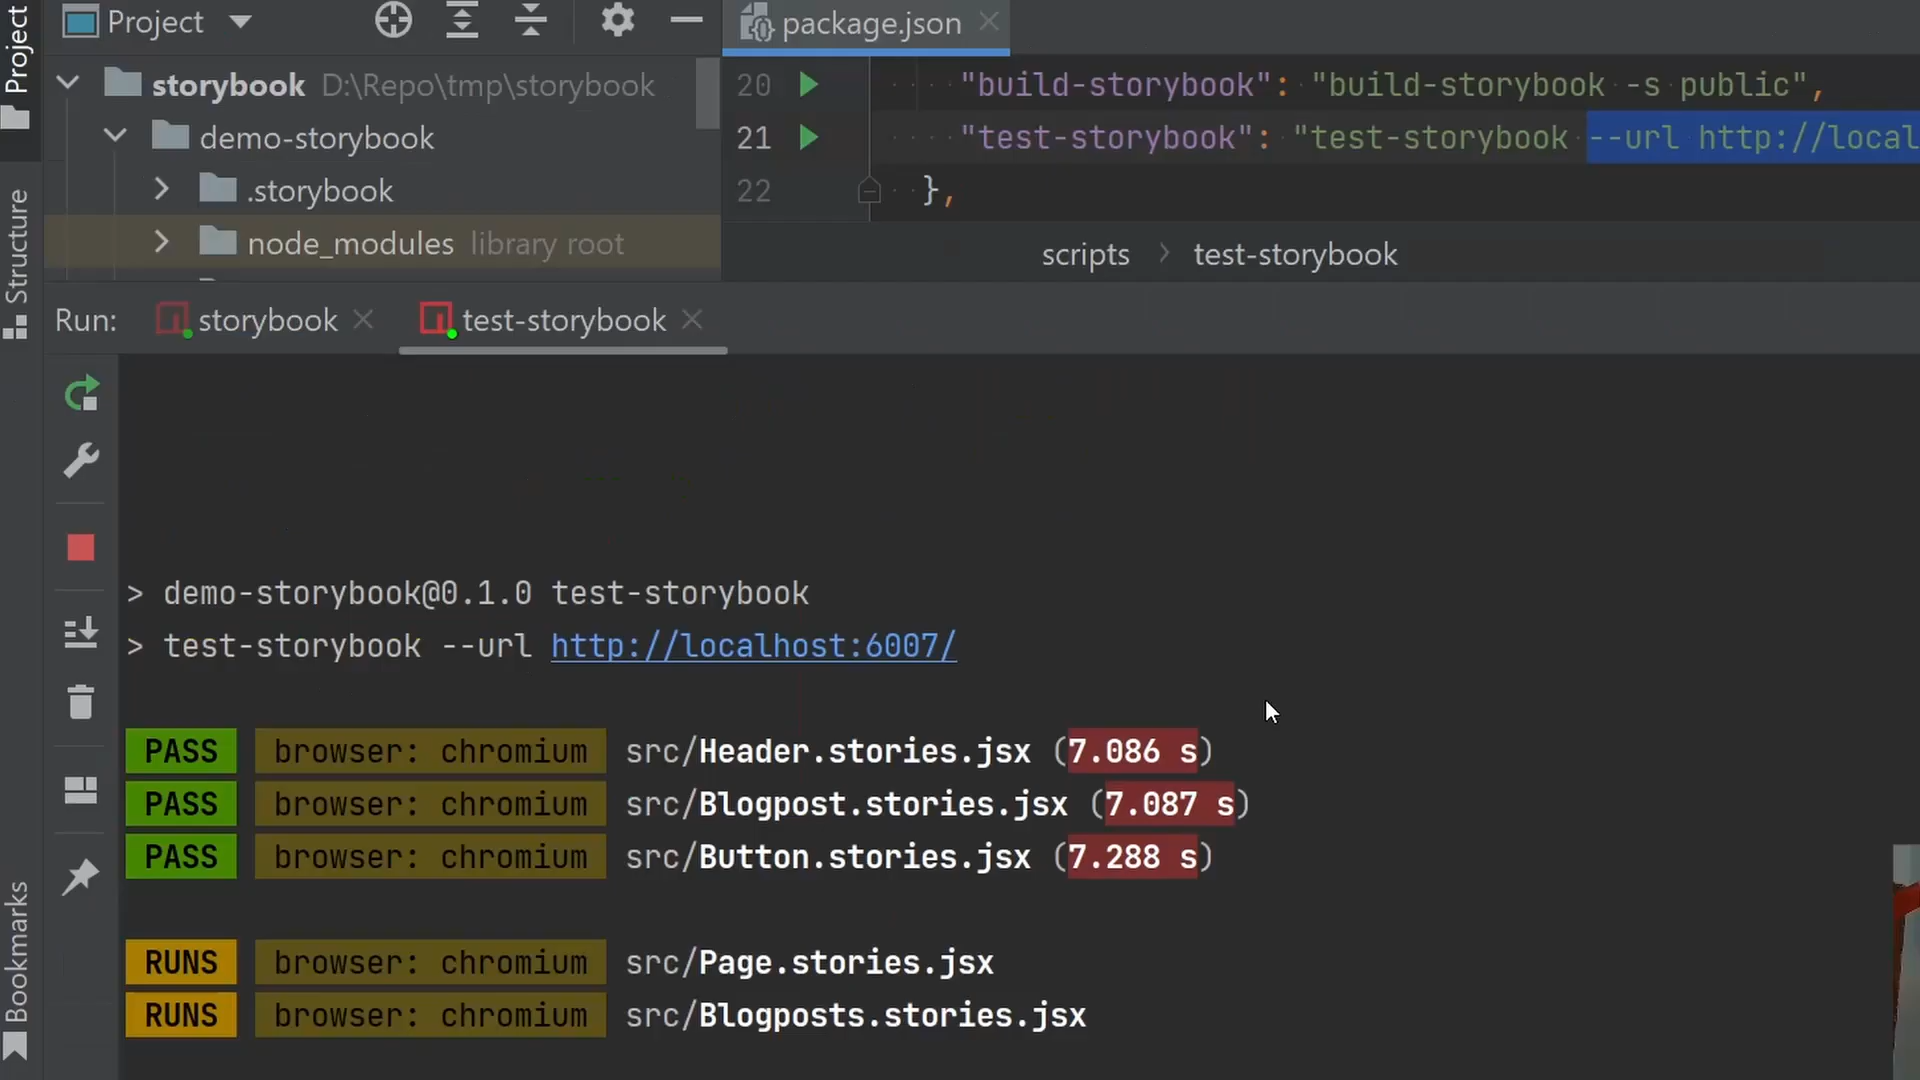 Project
package.json
Project
storybook D:\Repo\tmp\storybook
demo-storybook
.storybook
node_modules library root
Structure
20 "build-storybook": "build-storybook -s public",
21 "test-storybook": "test-storybook --url http://local
22 },
scripts > test-storybook
Run: storybook test-storybook
> demo-storybook@0.1.0 test-storybook
> test-storybook --url http://localhost:6007/
PASS browser: chromium src/Header.stories.jsx (7.086 s)
PASS browser: chromium src/Blogpost.stories.jsx (7.087 s)
PASS browser: chromium src/Button.stories.jsx (7.288 s)
RUNS browser: chromium src/Page.stories.jsx
RUNS browser: chromium src/Blogposts.stories.jsx
Bookmarks